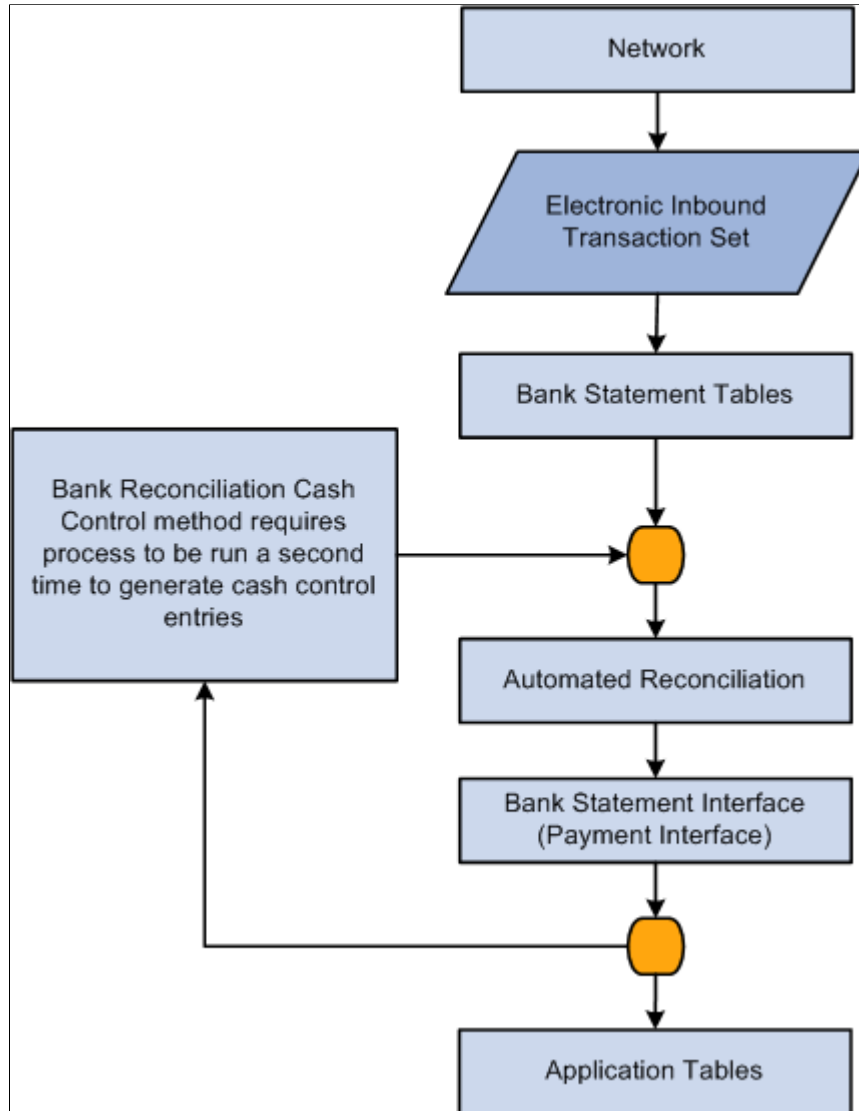 Network
Electronic Inbound
Transaction Set
Bank Statement Tables
Bank Reconciliation Cash
Control method requires
process to be run a second
time to generate cash control
entries
Automated Reconciliation
Bank Statement Interface
(Payment Interface)
Application Tables